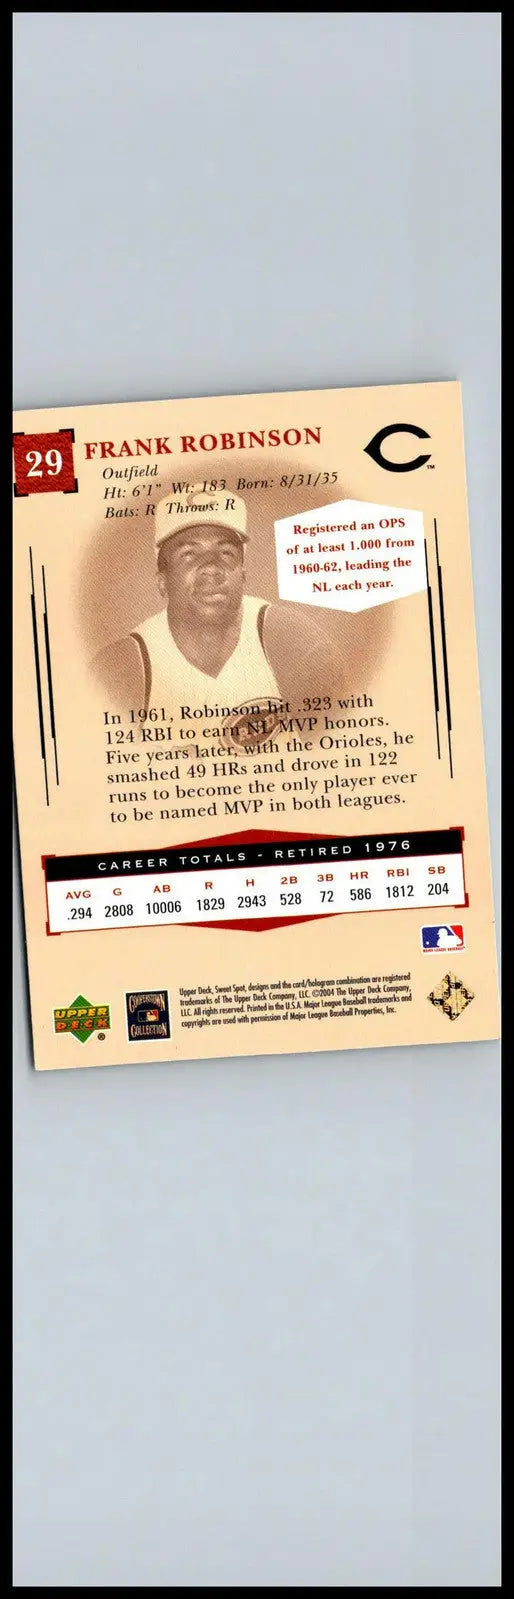 29
FRANK ROBINSON
Outfield
Ht: 6'1" Wt: 183 Born: 8/31/35
Bats: R Throws: R
C
TM
Registered an OPS
of at least 1.000 from
1960-62, leading the
NL each year.
In 1961, Robinson hit .323 with
124 RBI to earn NL MVP honors.
Five years later, with the Orioles, he
smashed 49 HRs and drove in 122
runs to become the only player ever
to be named MVP in both leagues.
CAREER TOTALS - RETIRED 1976
AVG G AB R H 2B 3B HR RBI SB
.294 2808 10006 1829 2943 528 72 586 1812 204
Upper Deck, Sweet Spot, designs and the card/hologram combination are registered
trademarks of The Upper Deck Company, LLC. ©2004 The Upper Deck Company,
LLC. All rights reserved. Printed in the U.S.A. Major League Baseball trademarks and
copyrights are used with permission of Major League Baseball Properties, Inc.
UPPER
DECK
®
COOPERSTOWN
COLLECTION